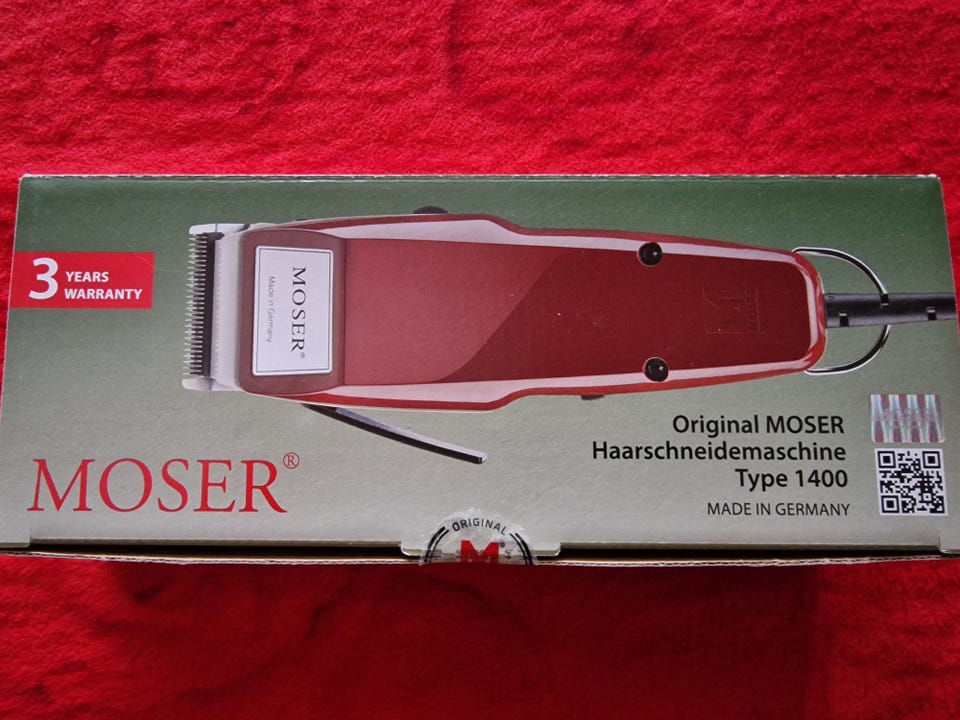 3 YEARS
WARRANTY
MOSER®
Made in Germany
MOSER®
Original MOSER
Haarschneidemaschine
Type 1400
MADE IN GERMANY
ORIGINAL
M